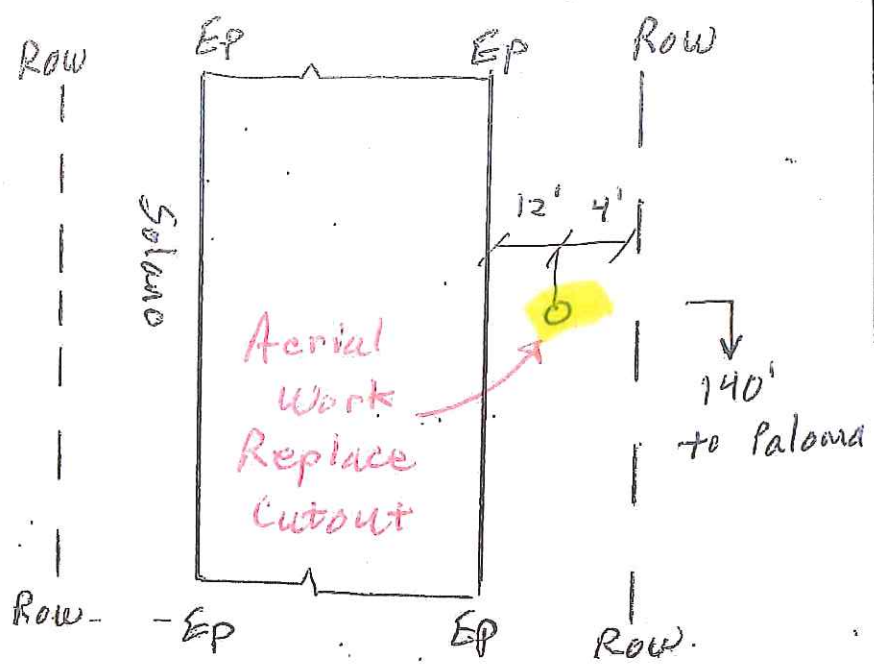 Row
Ep
Ep
Row
12'
4'
Solano
Aerial
Work
Replace
Cutout
140'
to Paloma
Row
Ep
Ep
Row.